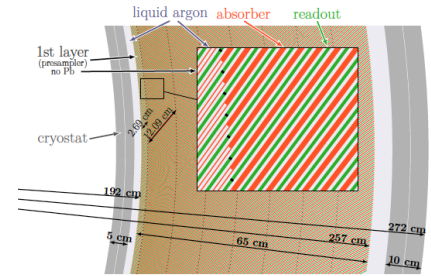 liquid argon
absorber
readout
1st layer
(presampler)
no Pb
cryostat
2.69 cm
12.09 cm
192 cm
272 cm
257 cm
65 cm
5 cm
10 cm